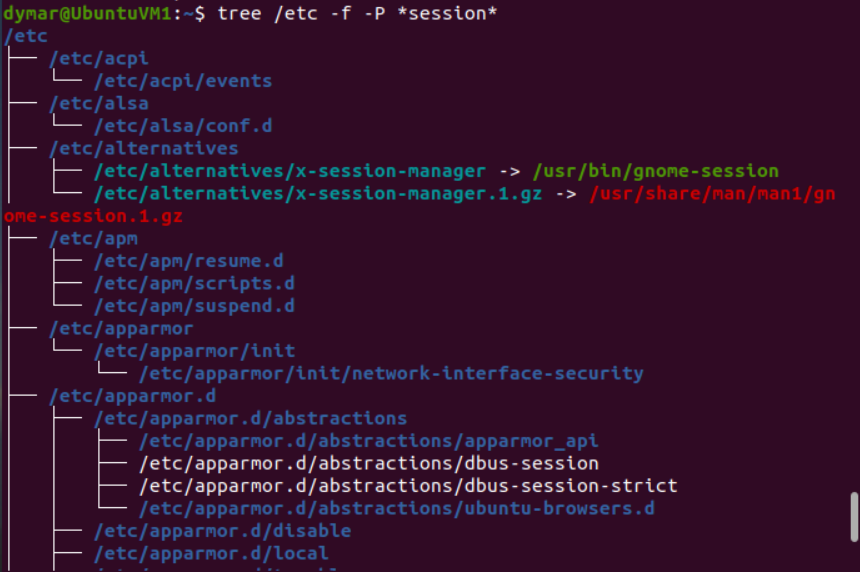 dymar@UbuntuVM1:~$ tree /etc -f -P *session*
/etc
├── /etc/acpi
│   └── /etc/acpi/events
├── /etc/alsa
│   └── /etc/alsa/conf.d
├── /etc/alternatives
│   ├── /etc/alternatives/x-session-manager -> /usr/bin/gnome-session
│   └── /etc/alternatives/x-session-manager.1.gz -> /usr/share/man/man1/gn
ome-session.1.gz
├── /etc/apm
│   ├── /etc/apm/resume.d
│   ├── /etc/apm/scripts.d
│   └── /etc/apm/suspend.d
├── /etc/apparmor
│   └── /etc/apparmor/init
│       └── /etc/apparmor/init/network-interface-security
├── /etc/apparmor.d
│   ├── /etc/apparmor.d/abstractions
│   │   ├── /etc/apparmor.d/abstractions/apparmor_api
│   │   ├── /etc/apparmor.d/abstractions/dbus-session
│   │   ├── /etc/apparmor.d/abstractions/dbus-session-strict
│   │   └── /etc/apparmor.d/abstractions/ubuntu-browsers.d
│   ├── /etc/apparmor.d/disable
│   ├── /etc/apparmor.d/local